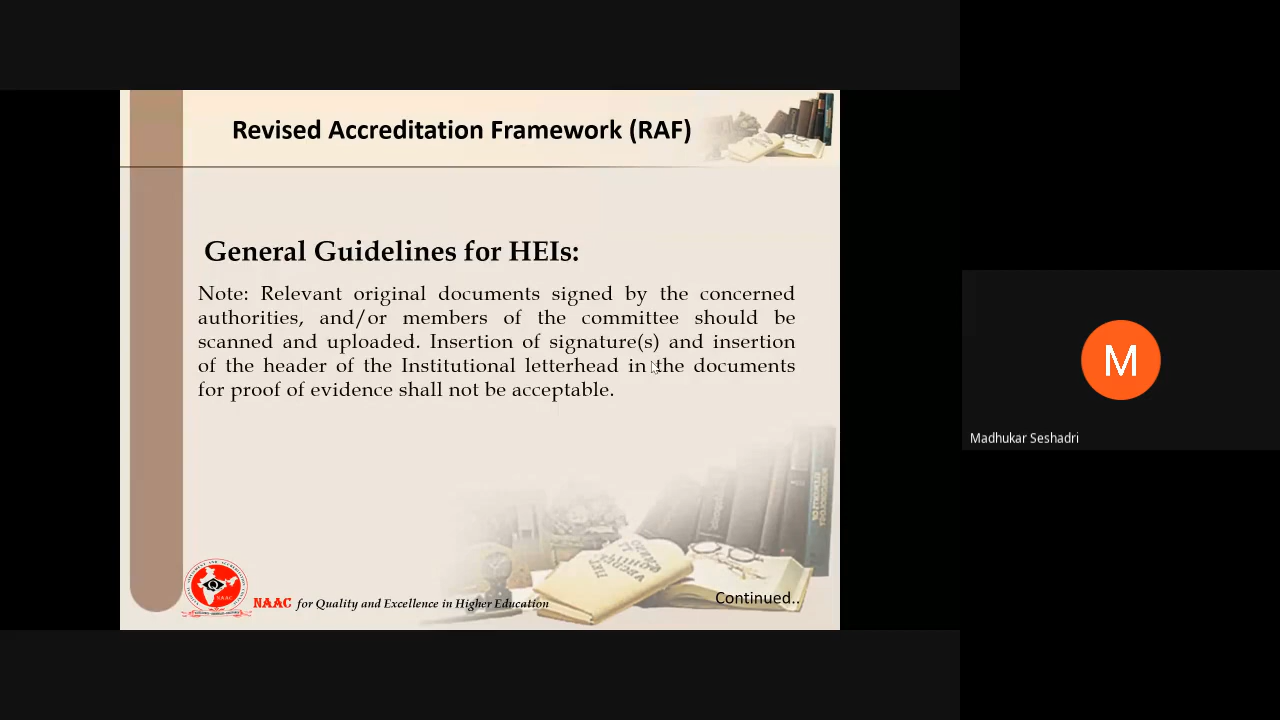 Revised Accreditation Framework (RAF)
General Guidelines for HEIs:
Note: Relevant original documents signed by the concerned
authorities, and/or members of the committee should be
scanned and uploaded. Insertion of signature(s) and insertion
of the header of the Institutional letterhead in the documents
for proof of evidence shall not be acceptable.
NAAC
NAAC for Quality and Excellence in Higher Education
Continued..
M
Madhukar Seshadri